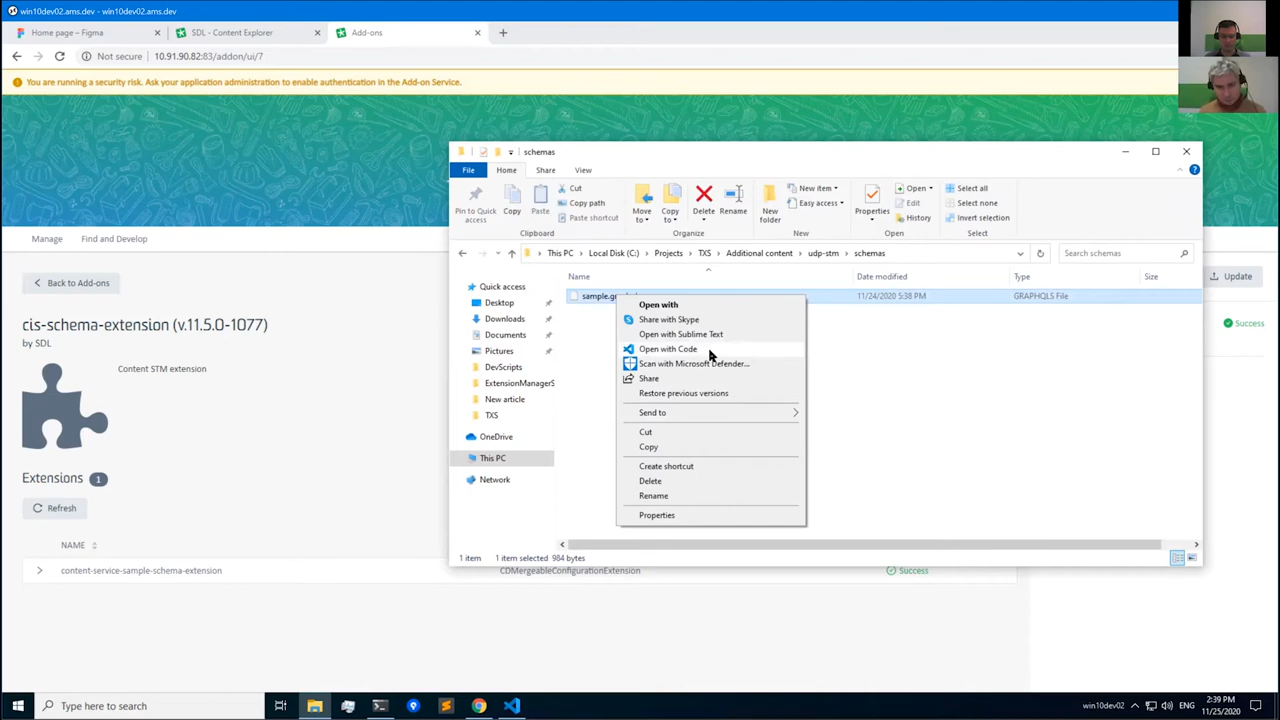 win10dev02.ams.dev - win10dev02.ams.dev
Home page – Figma
SDL - Content Explorer
Add-ons
Not secure 10.91.90.82:83/addon/ui/7
You are running a security risk. Ask your application administration to enable authentication in the Add-on Service.
schemas
File Home Share View
Pin to Quick access
Copy
Paste
Cut
Copy path
Paste shortcut
Move to
Copy to
Delete
Rename
New folder
New item
Easy access
Properties
Open
Edit
History
Select all
Select none
Invert selection
Clipboard
Organize
New
Open
Select
Manage
Find and Develop
This PC
Local Disk (C:)
Projects
TXS
Additional content
udp-stm
schemas
Search schemas
Back to Add-ons
Update
Name
Date modified
Type
Size
Quick access
Desktop
Downloads
Documents
Pictures
DevScripts
ExtensionManagerS
New article
TXS
OneDrive
This PC
Network
11/24/2020 5:38 PM
GRAPHQLS File
Open with
Share with Skype
Open with Sublime Text
Open with Code
Scan with Microsoft Defender...
Share
Restore previous versions
Send to
Cut
Copy
Create shortcut
Delete
Rename
Properties
1 item
1 item selected 984 bytes
cis-schema-extension (v.11.5.0-1077)
by SDL
Success
Content STM extension
Extensions 1
Refresh
NAME
content-service-sample-schema-extension
CDMergeableConfigurationExtension
Success
Type here to search
win10dev02
ENG
2:39 PM
11/25/2020